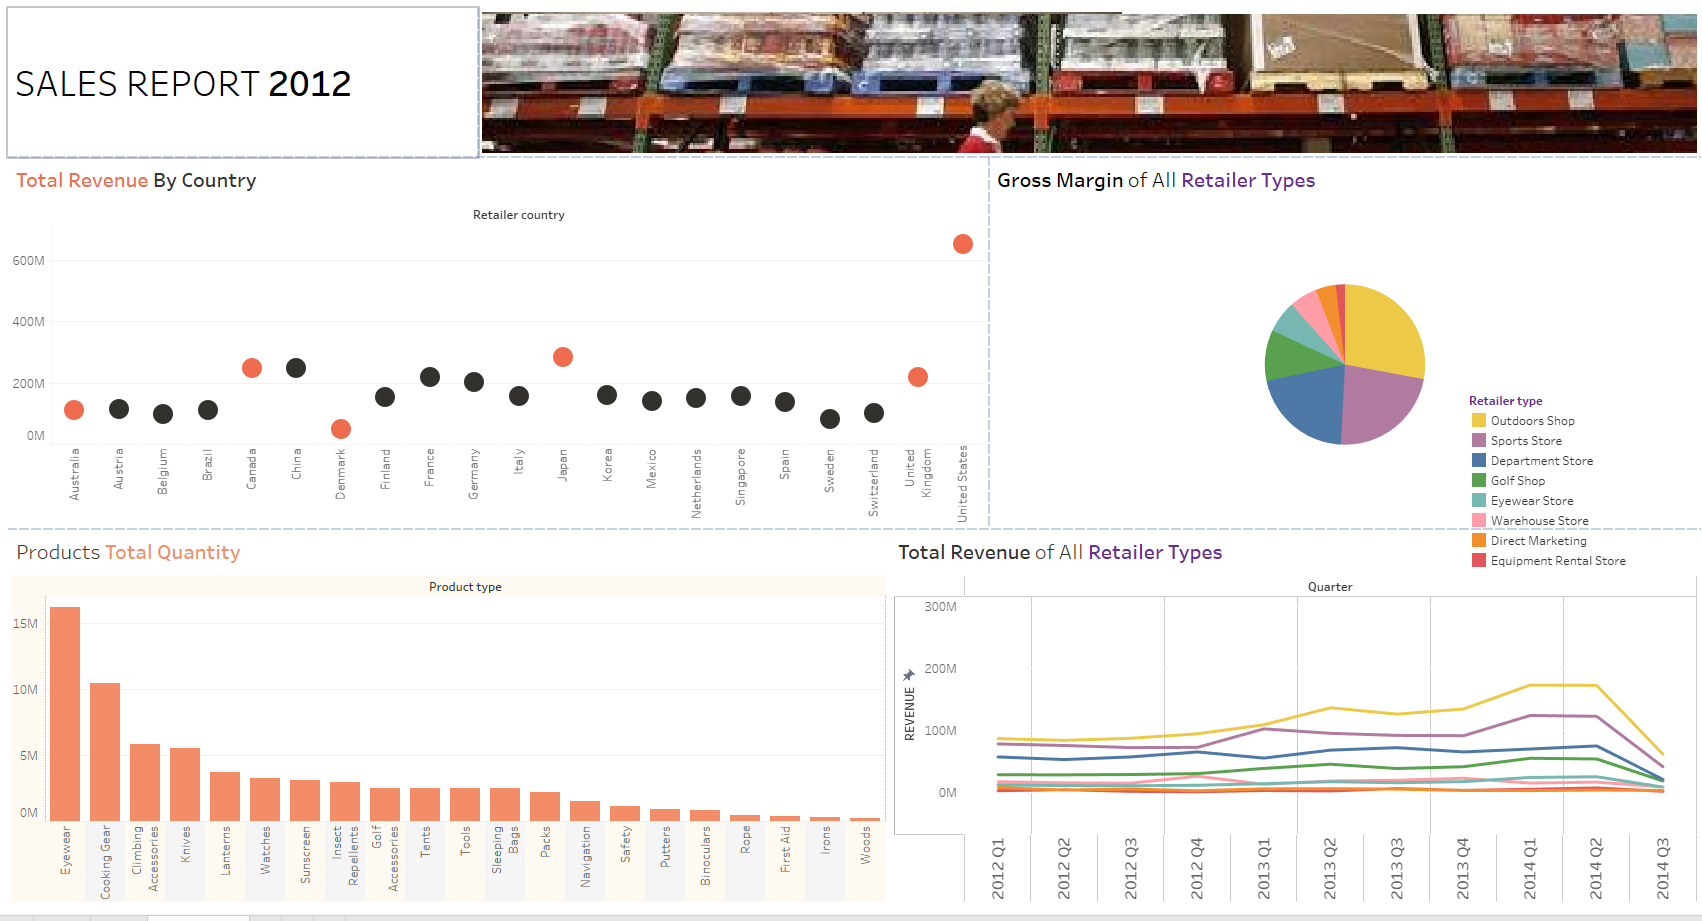 SALES REPORT 2012
Total Revenue By Country
Retailer country
600M
400M
200M
0M
Australia
Austria
Belgium
Brazil
Canada
China
Denmark
Finland
France
Germany
Italy
Japan
Korea
Mexico
Netherlands
Singapore
Spain
Sweden
Switzerland
United
Kingdom
United States
Gross Margin of All Retailer Types
Retailer type
Outdoors Shop
Sports Store
Department Store
Golf Shop
Eyewear Store
Warehouse Store
Direct Marketing
Equipment Rental Store
Products Total Quantity
Product type
15M
10M
5M
0M
Eyewear
Cooking Gear
Climbing
Accessories
Knives
Lanterns
Watches
Sunscreen
Insect
Repellents
Golf
Accessories
Tents
Tools
Sleeping
Bags
Packs
Navigation
Safety
Putters
Binoculars
Rope
First Aid
Irons
Woods
Total Revenue of All Retailer Types
Quarter
REVENUE
300M
200M
100M
0M
2012 Q1
2012 Q2
2012 Q3
2012 Q4
2013 Q1
2013 Q2
2013 Q3
2013 Q4
2014 Q1
2014 Q2
2014 Q3